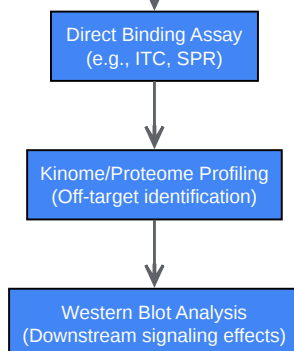 Direct Binding Assay
(e.g., ITC, SPR)
Kinome/Proteome Profiling
(Off-target identification)
Western Blot Analysis
(Downstream signaling effects)